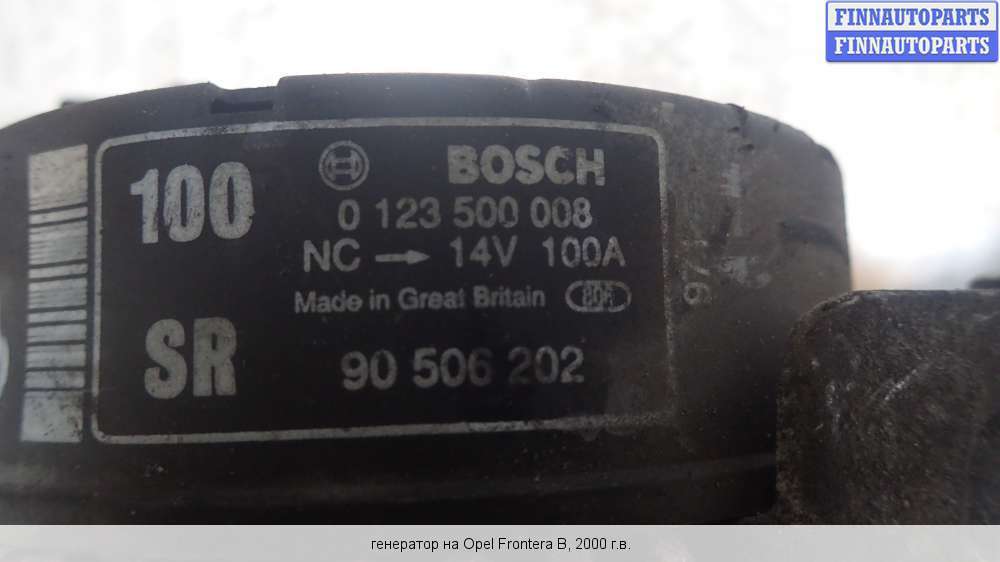 FINNAUTOPARTS
FINNAUTOPARTS
100
BOSCH
0 123 500 008
NC → 14V 100A
Made in Great Britain
SR
90 506 202
генератор на Opel Frontera B, 2000 г.в.